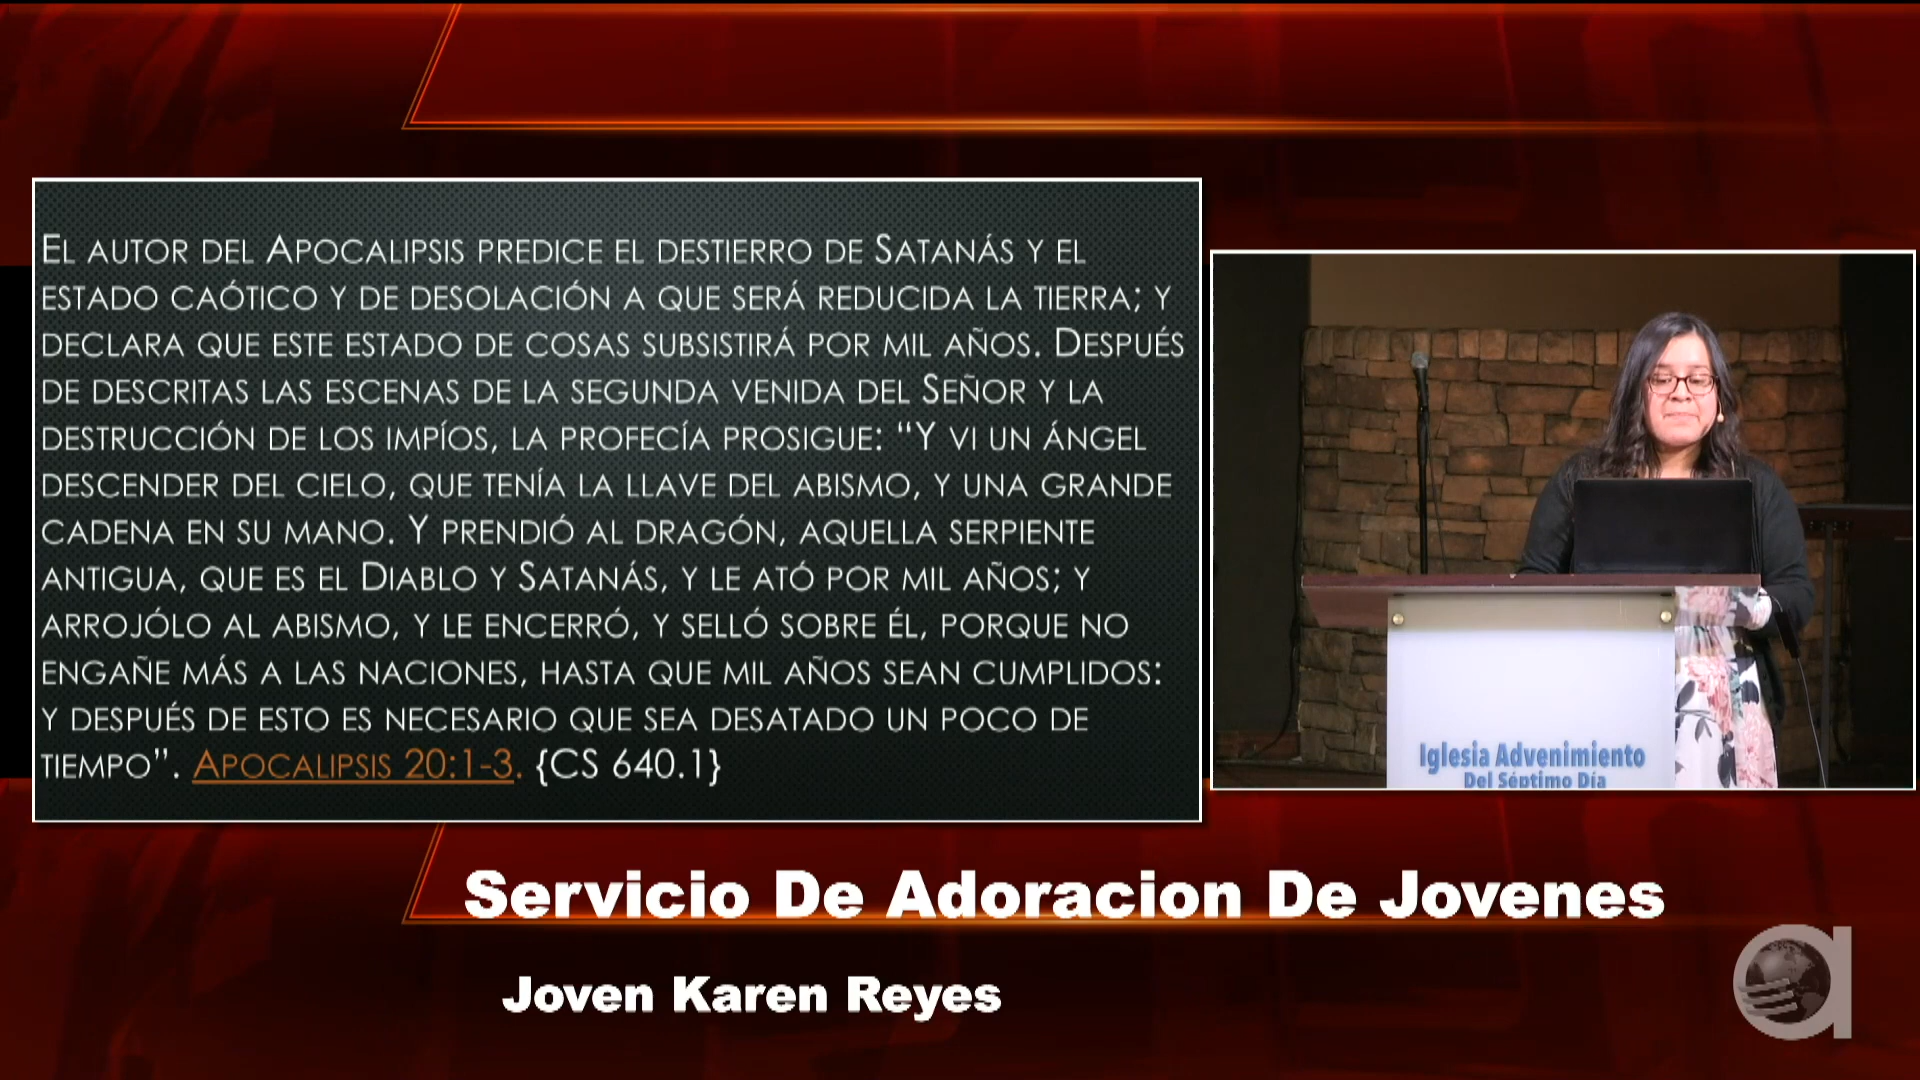 El autor del Apocalipsis predice el destierro de Satanás y el
estado caótico y de desolación a que será reducida la tierra; y
declara que este estado de cosas subsistirá por mil años. Después
de descritas las escenas de la segunda venida del Señor y la
destrucción de los impíos, la profecía prosigue: “Y vi un ángel
descender del cielo, que tenía la llave del abismo, y una grande
cadena en su mano. Y prendió al dragón, aquella serpiente
antigua, que es el Diablo y Satanás, y le ató por mil años; y
arrojólo al abismo, y le encerró, y selló sobre él, porque no
engañe más a las naciones, hasta que mil años sean cumplidos:
y después de esto es necesario que sea desatado un poco de
tiempo”. Apocalipsis 20:1-3. {CS 640.1}
Iglesia Advenimiento
Del Séptimo Día
Servicio De Adoracion De Jovenes
Joven Karen Reyes